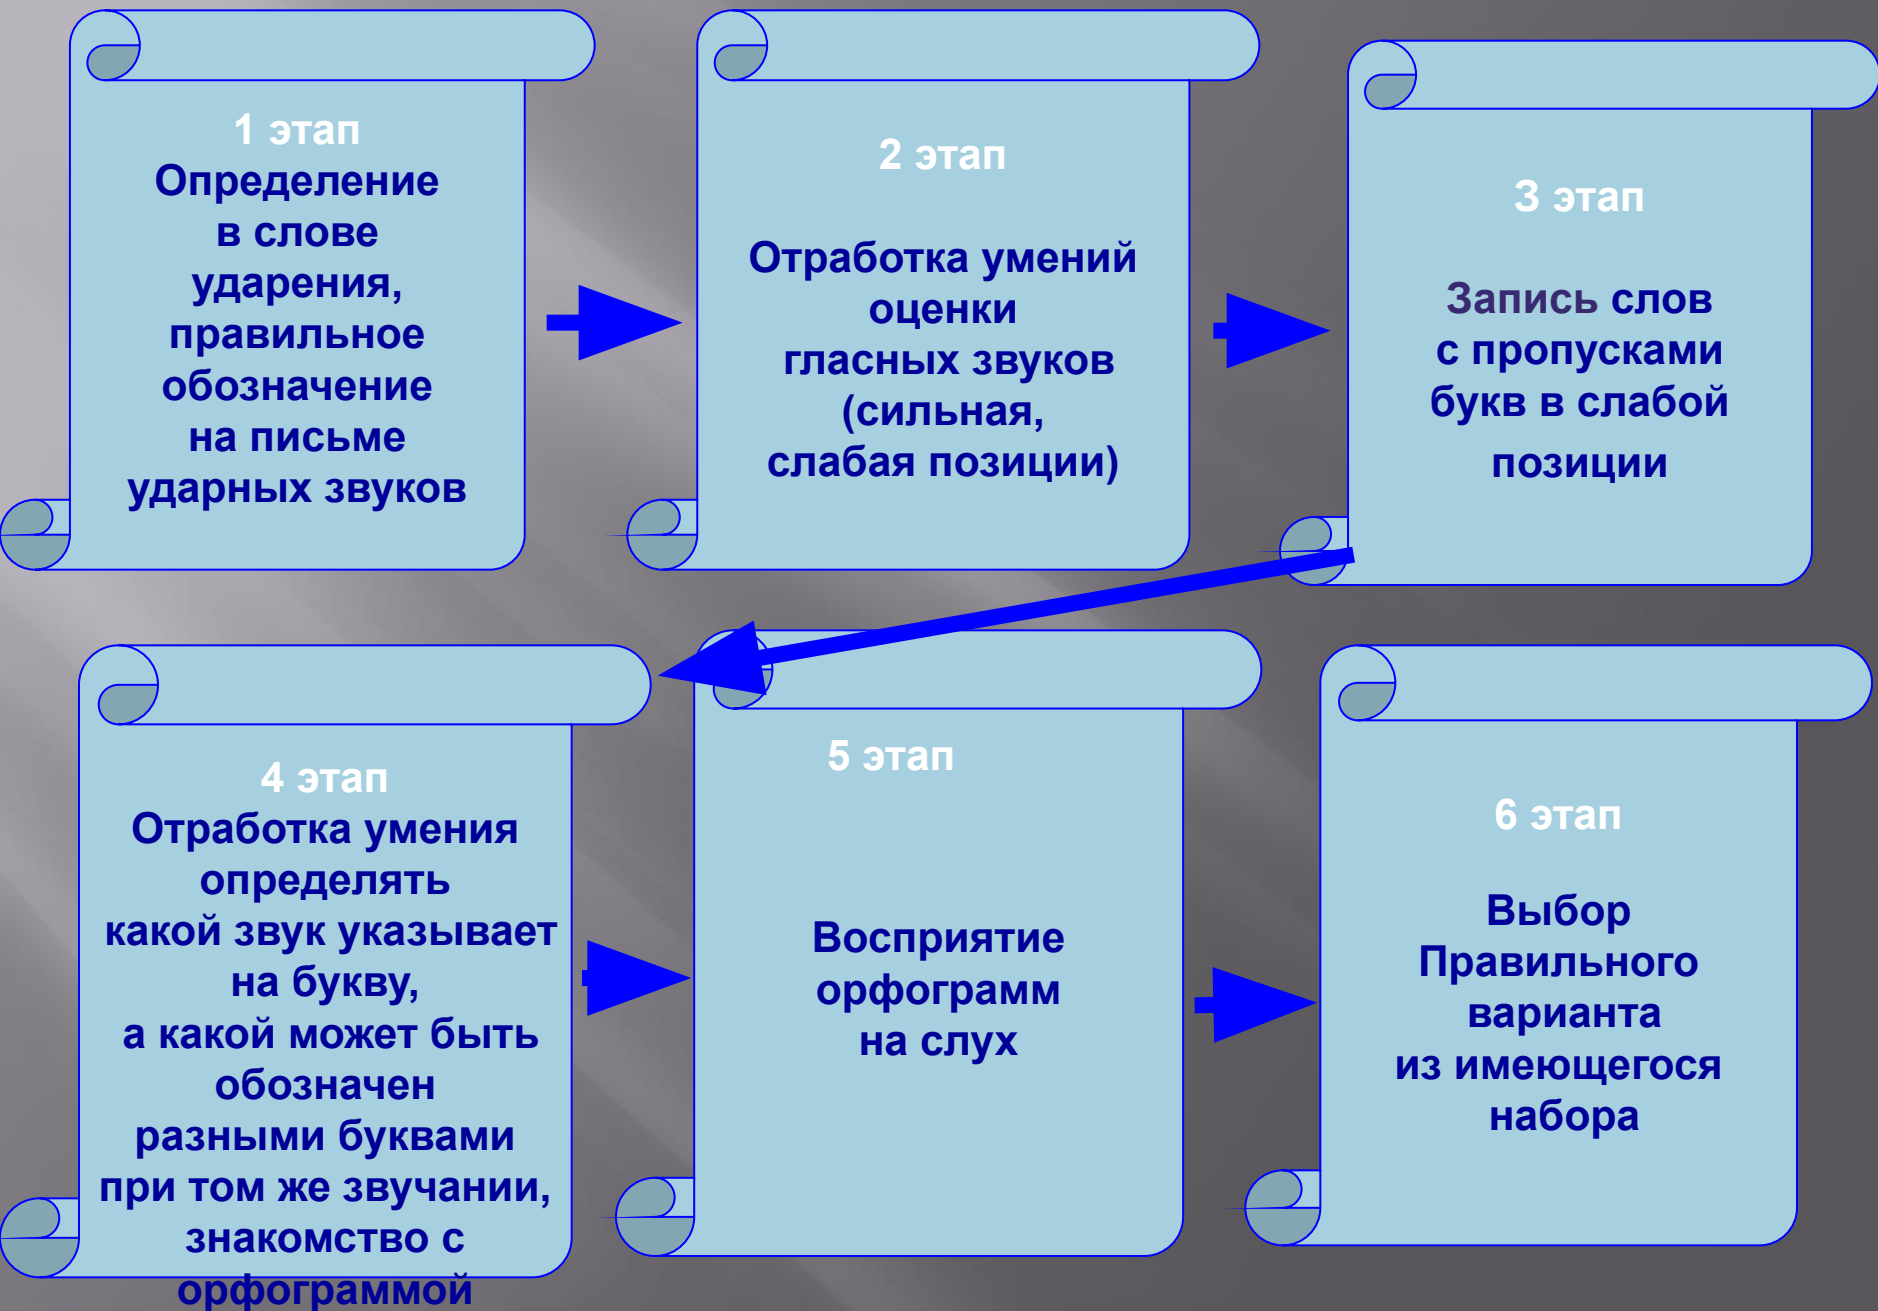 1 этап
Определение
в слове
ударения,
правильное
обозначение
на письме
ударных звуков
2 этап
Отработка умений
оценки
гласных звуков
(сильная,
слабая позиции)
3 этап
Запись слов
с пропусками
букв в слабой
позиции
4 этап
Отработка умения
определять
какой звук указывает
на букву,
а какой может быть
обозначен
разными буквами
при том же звучании,
знакомство с
орфограммой
5 этап
Восприятие
орфограмм
на слух
6 этап
Выбор
Правильного
варианта
из имеющегося
набора